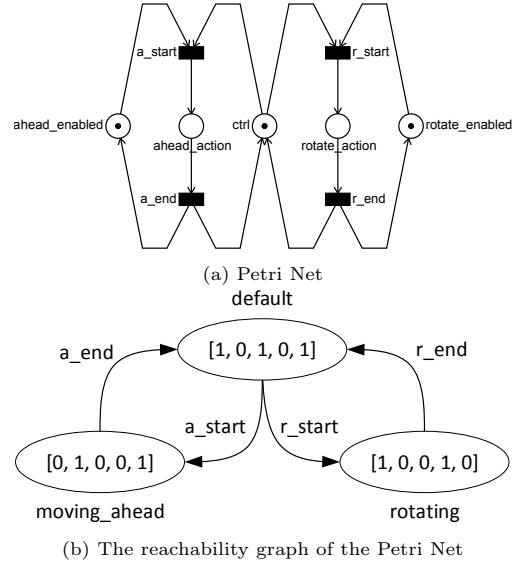 a_start
r_start
ahead_enabled
ctrl
rotate_enabled
ahead_action
rotate_action
a_end
r_end
(a) Petri Net
default
[1, 0, 1, 0, 1]
a_end
r_end
a_start
r_start
[0, 1, 0, 0, 1]
[1, 0, 0, 1, 0]
moving_ahead
rotating
(b) The reachability graph of the Petri Net